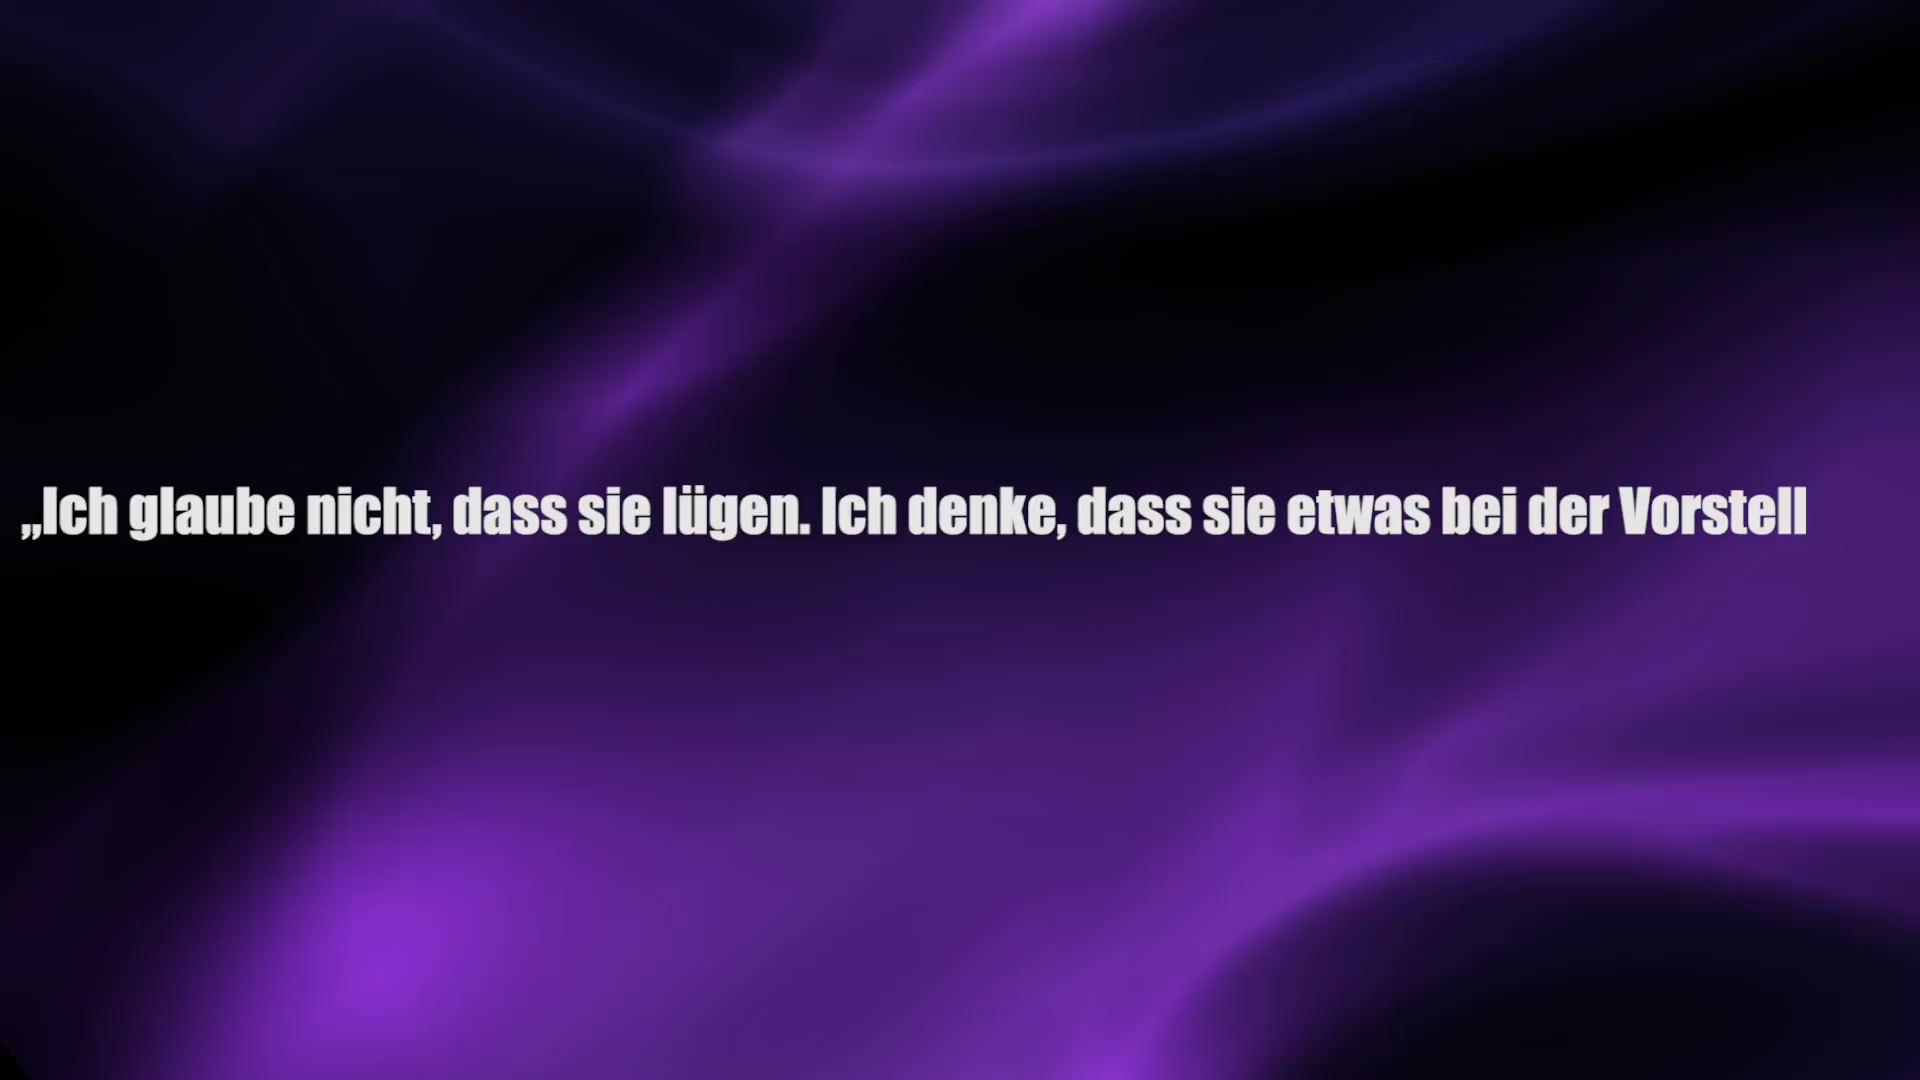 „Ich glaube nicht, dass sie lügen. Ich denke, dass sie etwas bei der Vorstell